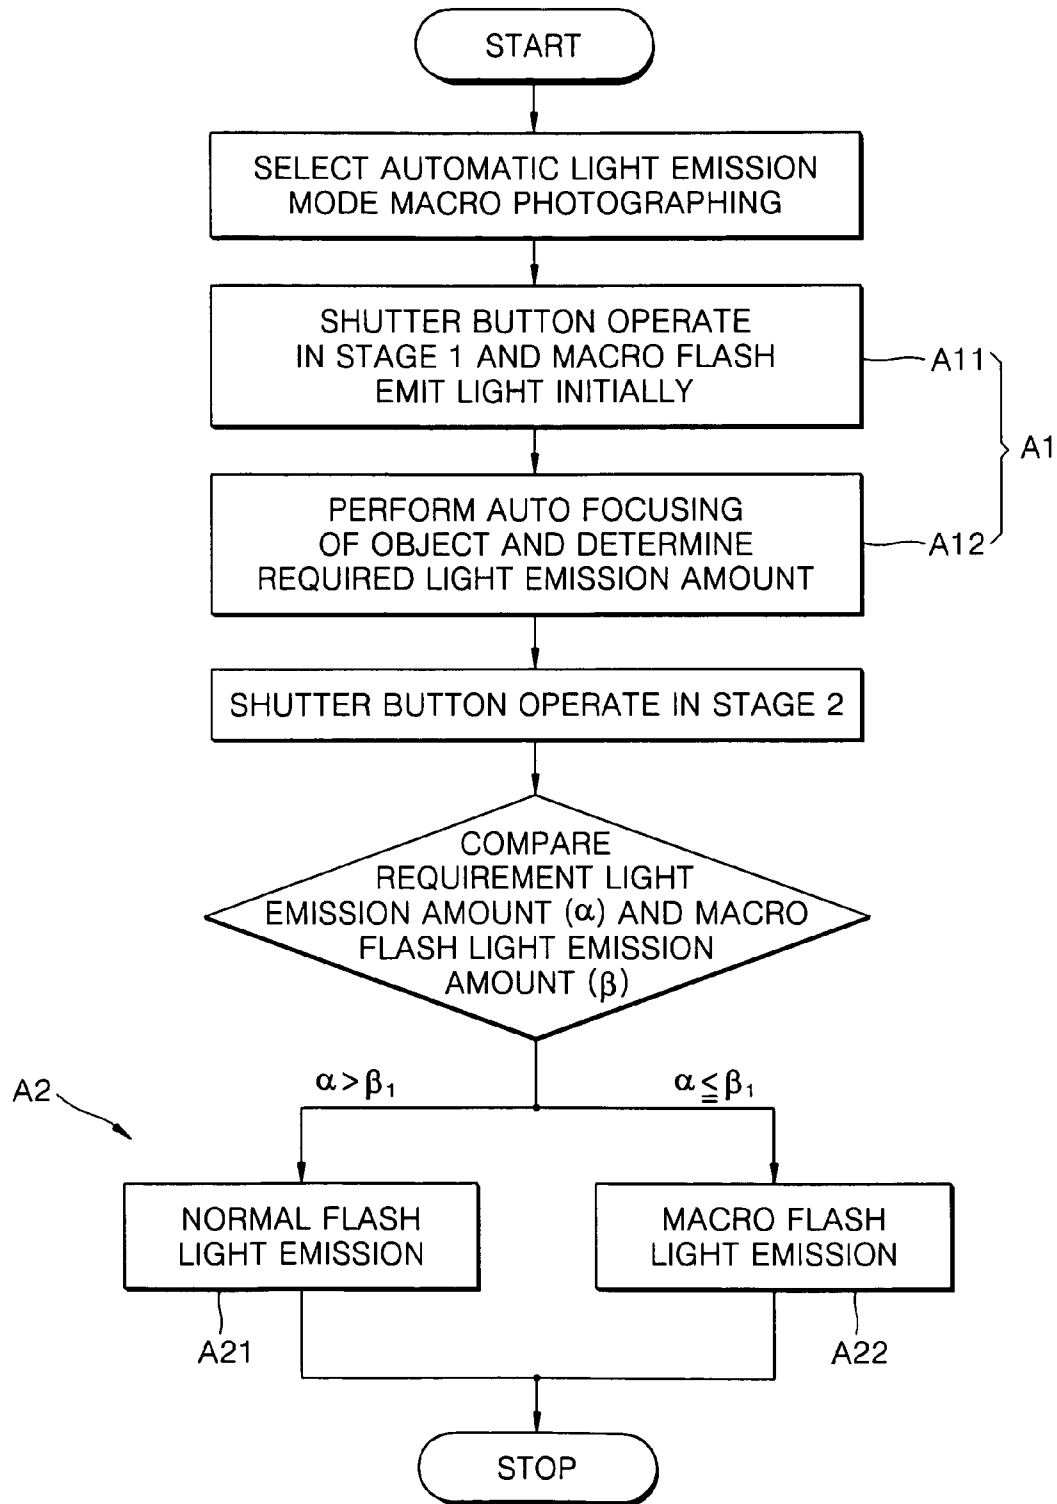 START
SELECT AUTOMATIC LIGHT EMISSION
MODE MACRO PHOTOGRAPHING
SHUTTER BUTTON OPERATE
IN STAGE 1 AND MACRO FLASH
EMIT LIGHT INITIALLY
A11
A1
PERFORM AUTO FOCUSING
OF OBJECT AND DETERMINE
REQUIRED LIGHT EMISSION AMOUNT
A12
SHUTTER BUTTON OPERATE IN STAGE 2
COMPARE
REQUIREMENT LIGHT
EMISSION AMOUNT (α) AND MACRO
FLASH LIGHT EMISSION
AMOUNT (β)
A2
α > β₁
α ≦ β₁
NORMAL FLASH
LIGHT EMISSION
MACRO FLASH
LIGHT EMISSION
A21
A22
STOP